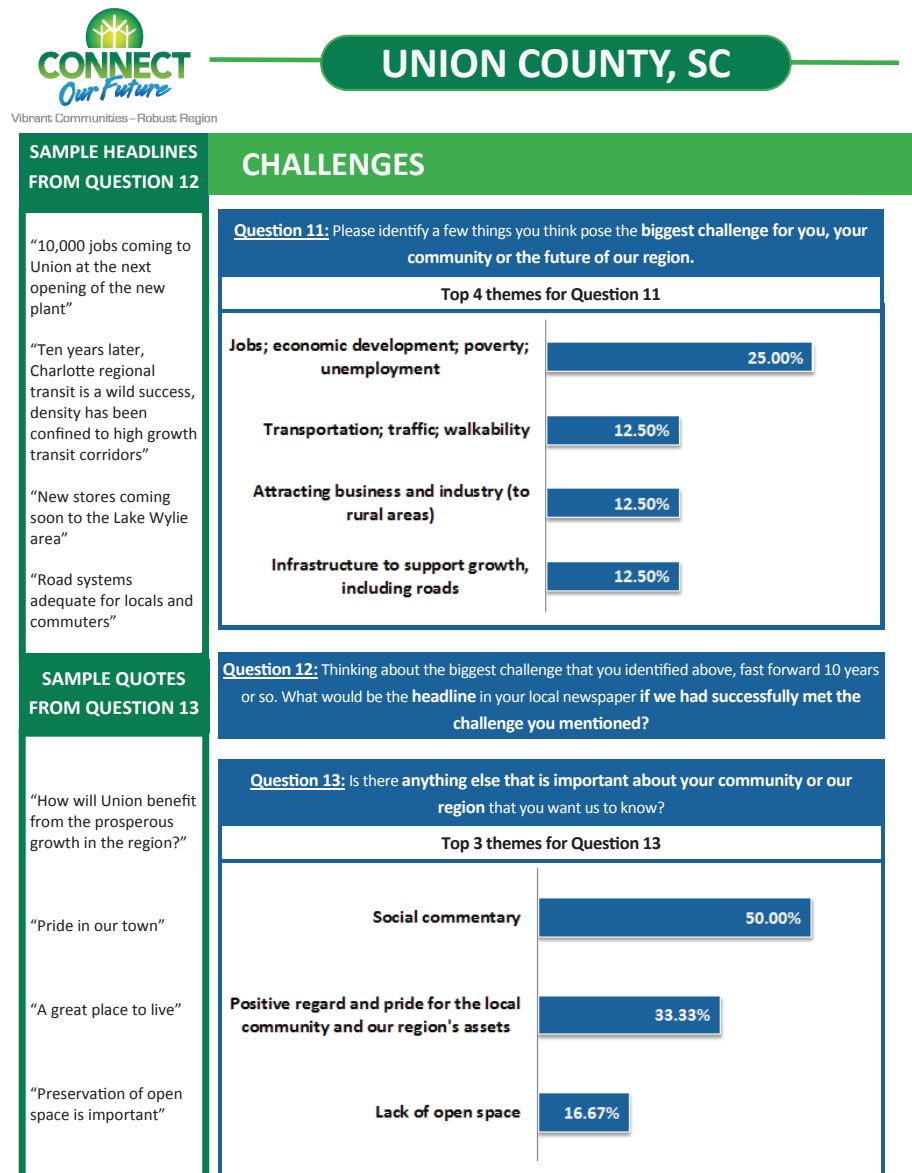 CONNECT
Our Future
Vibrant Communities–Robust Region
UNION COUNTY, SC
SAMPLE HEADLINES
FROM QUESTION 12
“10,000 jobs coming to
Union at the next
opening of the new
plant”
“Ten years later,
Charlotte regional
transit is a wild success,
density has been
confined to high growth
transit corridors”
“New stores coming
soon to the Lake Wylie
area”
“Road systems
adequate for locals and
commuters”
SAMPLE QUOTES
FROM QUESTION 13
“How will Union benefit
from the prosperous
growth in the region?”
“Pride in our town”
“A great place to live”
“Preservation of open
space is important”
CHALLENGES
Question 11: Please identify a few things you think pose the biggest challenge for you, your
community or the future of our region.
Top 4 themes for Question 11
Jobs; economic development; poverty;
unemployment
25.00%
Transportation; traffic; walkability
12.50%
Attracting business and industry (to
rural areas)
12.50%
Infrastructure to support growth,
including roads
12.50%
Question 12: Thinking about the biggest challenge that you identified above, fast forward 10 years
or so. What would be the headline in your local newspaper if we had successfully met the
challenge you mentioned?
Question 13: Is there anything else that is important about your community or our
region that you want us to know?
Top 3 themes for Question 13
Social commentary
50.00%
Positive regard and pride for the local
community and our region's assets
33.33%
Lack of open space
16.67%